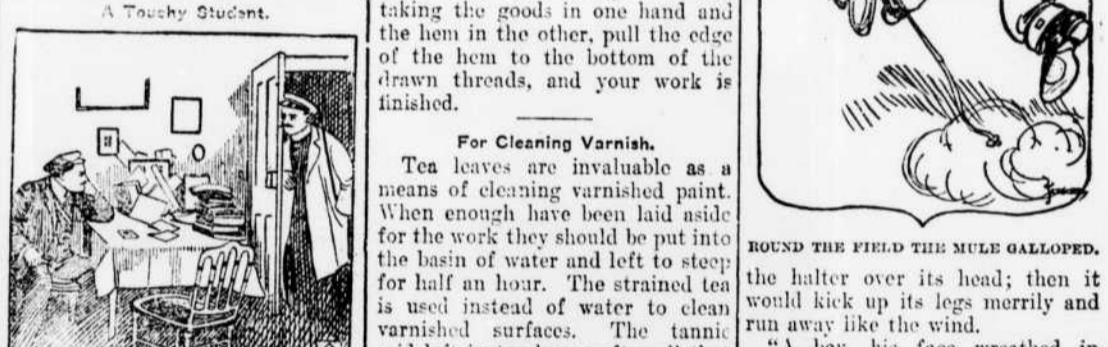 A Touchy Student.
taking the goods in one hand and
the hem in the other, pull the edge
of the hem to the bottom of the
drawn threads, and your work is
finished.
For Cleaning Varnish.
Tea leaves are invaluable as a
means of cleaning varnished paint.
When enough have been laid aside
for the work they should be put into
the basin of water and left to steep
for half an hour. The strained tea
is used instead of water to clean
varnished surfaces. The tannic
ROUND THE FIELD THE MULE GALLOPED.
the halter over its head; then it
would kick up its legs merrily and
run away like the wind.
"A boy, his face wreathed in